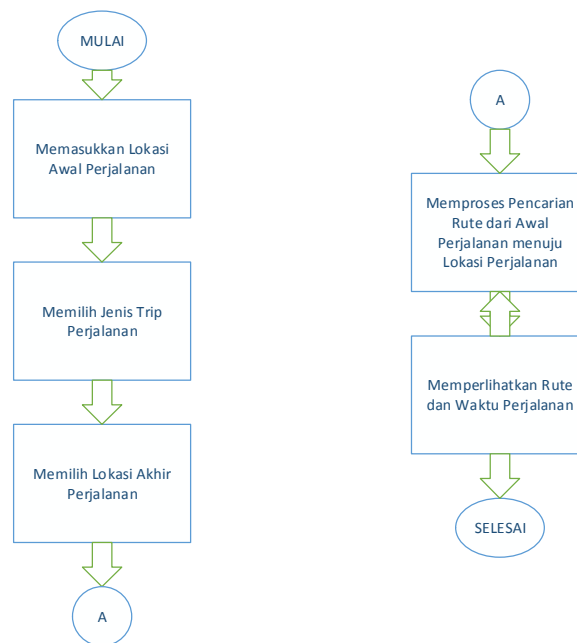 MULAI
Memasukkan Lokasi
Awal Perjalanan
Memilih Jenis Trip
Perjalanan
Memilih Lokasi Akhir
Perjalanan
A
A
Memproses Pencarian
Rute dari Awal
Perjalanan menuju
Lokasi Perjalanan
Memperlihatkan Rute
dan Waktu Perjalanan
SELESAI